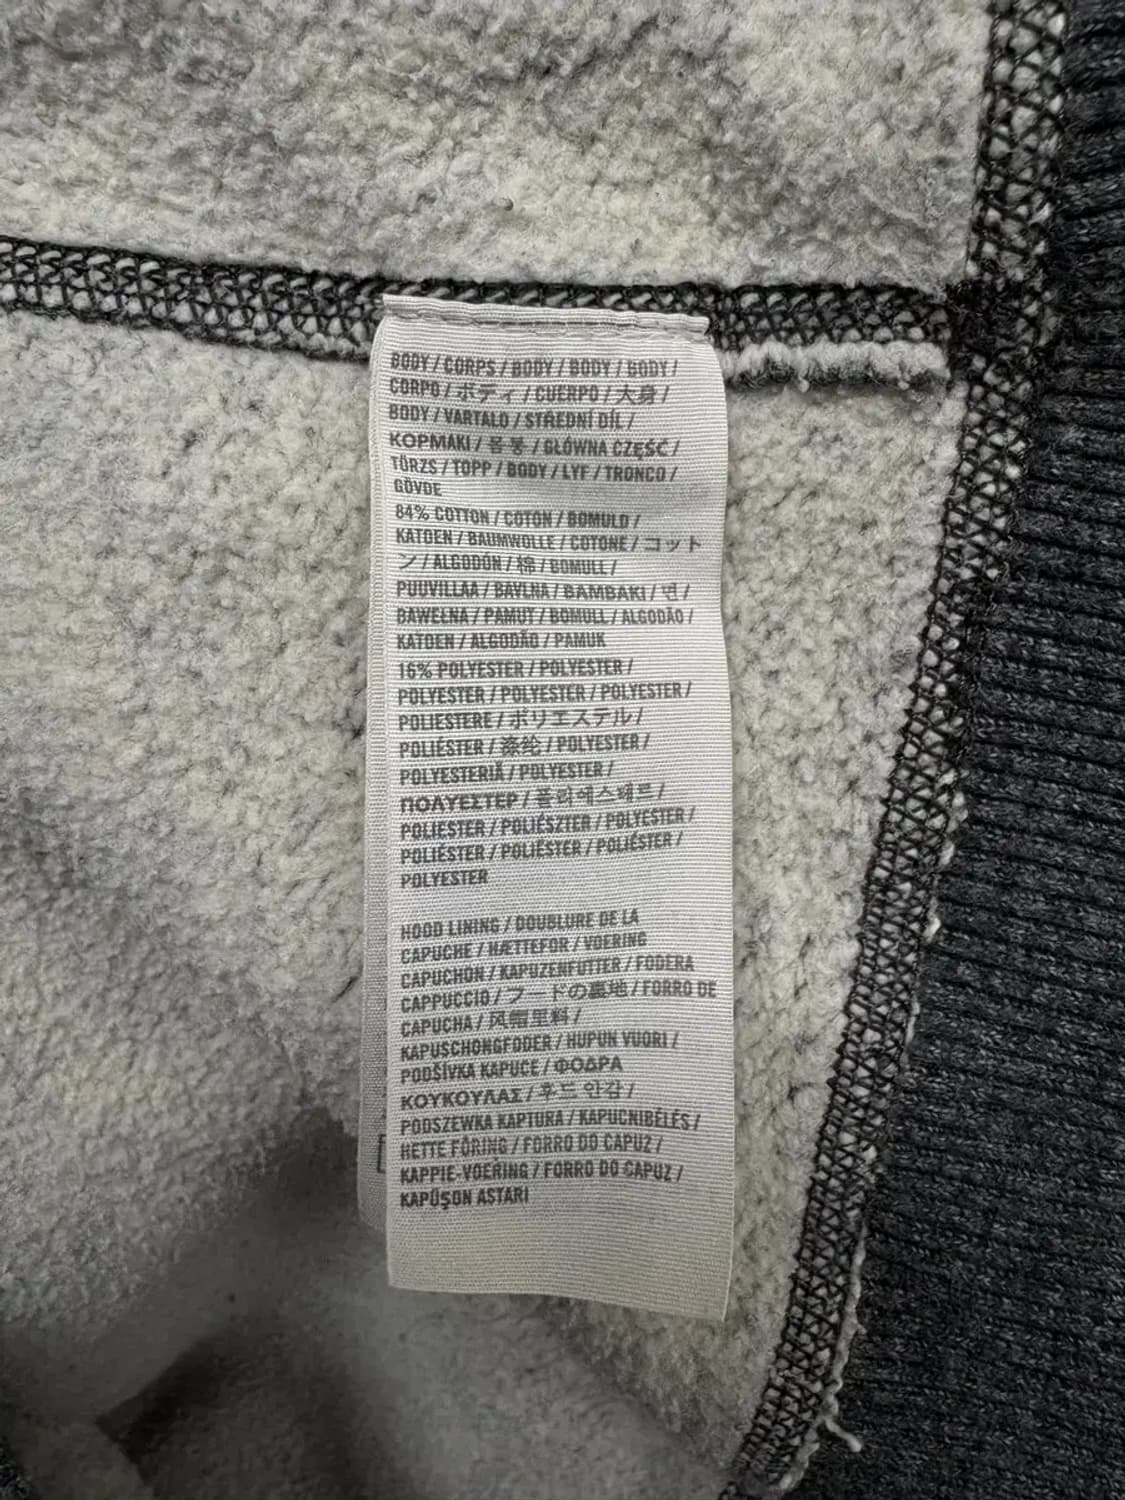 BODY / CORPS / BODY / BODY / BODY /
CORPO / ボディ / CUERPO / 大身 /
BODY / VARTALO / STŘEDNÍ DÍL /
ΚΟΡΜΑΚΙ / 몸 통 / GŁÓWNA CZĘŚĆ /
TÖRZS / TOPP / BODY / LYF / TRONCO /
GÖVDE
84% COTTON / COTON / BOMULD /
KATOEN / BAUMWOLLE / COTONE / コット
ン / ALGODÓN / 棉 / BOMULL /
PUUVILLAA / BAVLNA / ΒΑΜΒΑΚΙ / 면 /
BAWEŁNA / PAMUT / BOMULL / ALGODÃO /
KATOEN / ALGODÃO / PAMUK
16% POLYESTER / POLYESTER /
POLYESTER / POLYESTER / POLYESTER /
POLIESTERE / ポリエステル /
POLIÉSTER / 涤纶 / POLYESTER /
POLYESTERIÄ / POLYESTER /
ΠΟΛΥΕΣΤΕΡ / 폴리에스테르 /
POLIESTER / POLIÉSZTER / POLYESTER /
POLIÉSTER / POLIÉSTER / POLIÉSTER /
POLYESTER
HOOD LINING / DOUBLURE DE LA
CAPUCHE / HÆTTEFOR / VOERING
CAPUCHON / KAPUZENFUTTER / FODERA
CAPPUCCIO / フードの裏地 / FORRO DE
CAPUCHA / 风帽里料 /
KAPUSCHONGFODER / HUPUN VUORI /
PODŠÍVKA KAPUCE / ΦΟΔΡΑ
ΚΟΥΚΟΥΛΑΣ / 후드 안감 /
PODSZEWKA KAPTURA / KAPUCNIBÉLÉS /
HETTE FÔRING / FORRO DO CAPUZ /
KAPPIE-VOERING / FORRO DO CAPUZ /
KAPÜŞON ASTARI